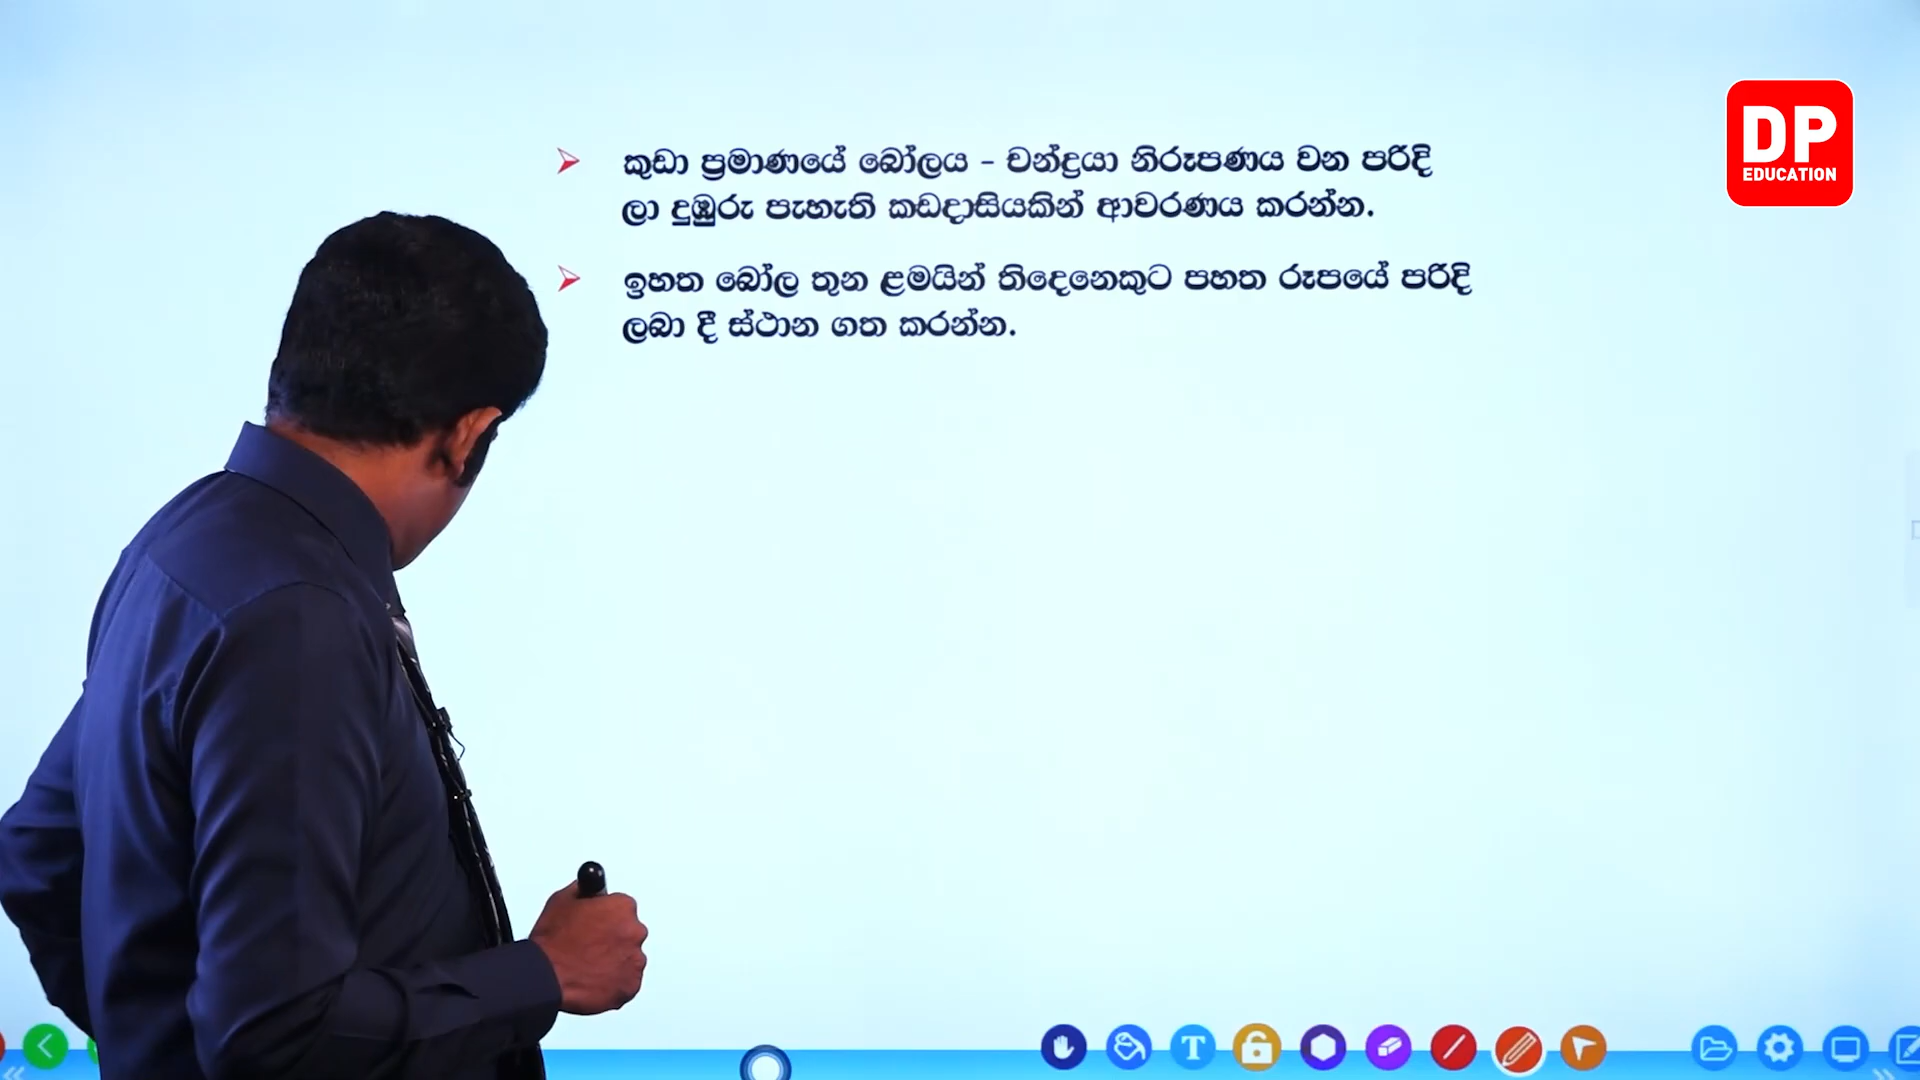 කුඩා ප්‍රමාණයේ බෝලය - චන්ද්‍රයා නිරූපණය වන පරිදි
ලා දුඹුරු පැහැති කඩදාසියකින් ආවරණය කරන්න.
ඉහත බෝල තුන ළමයින් තිදෙනෙකුට පහත රූපයේ පරිදි
ලබා දී ස්ථාන ගත කරන්න.
DP
EDUCATION
T